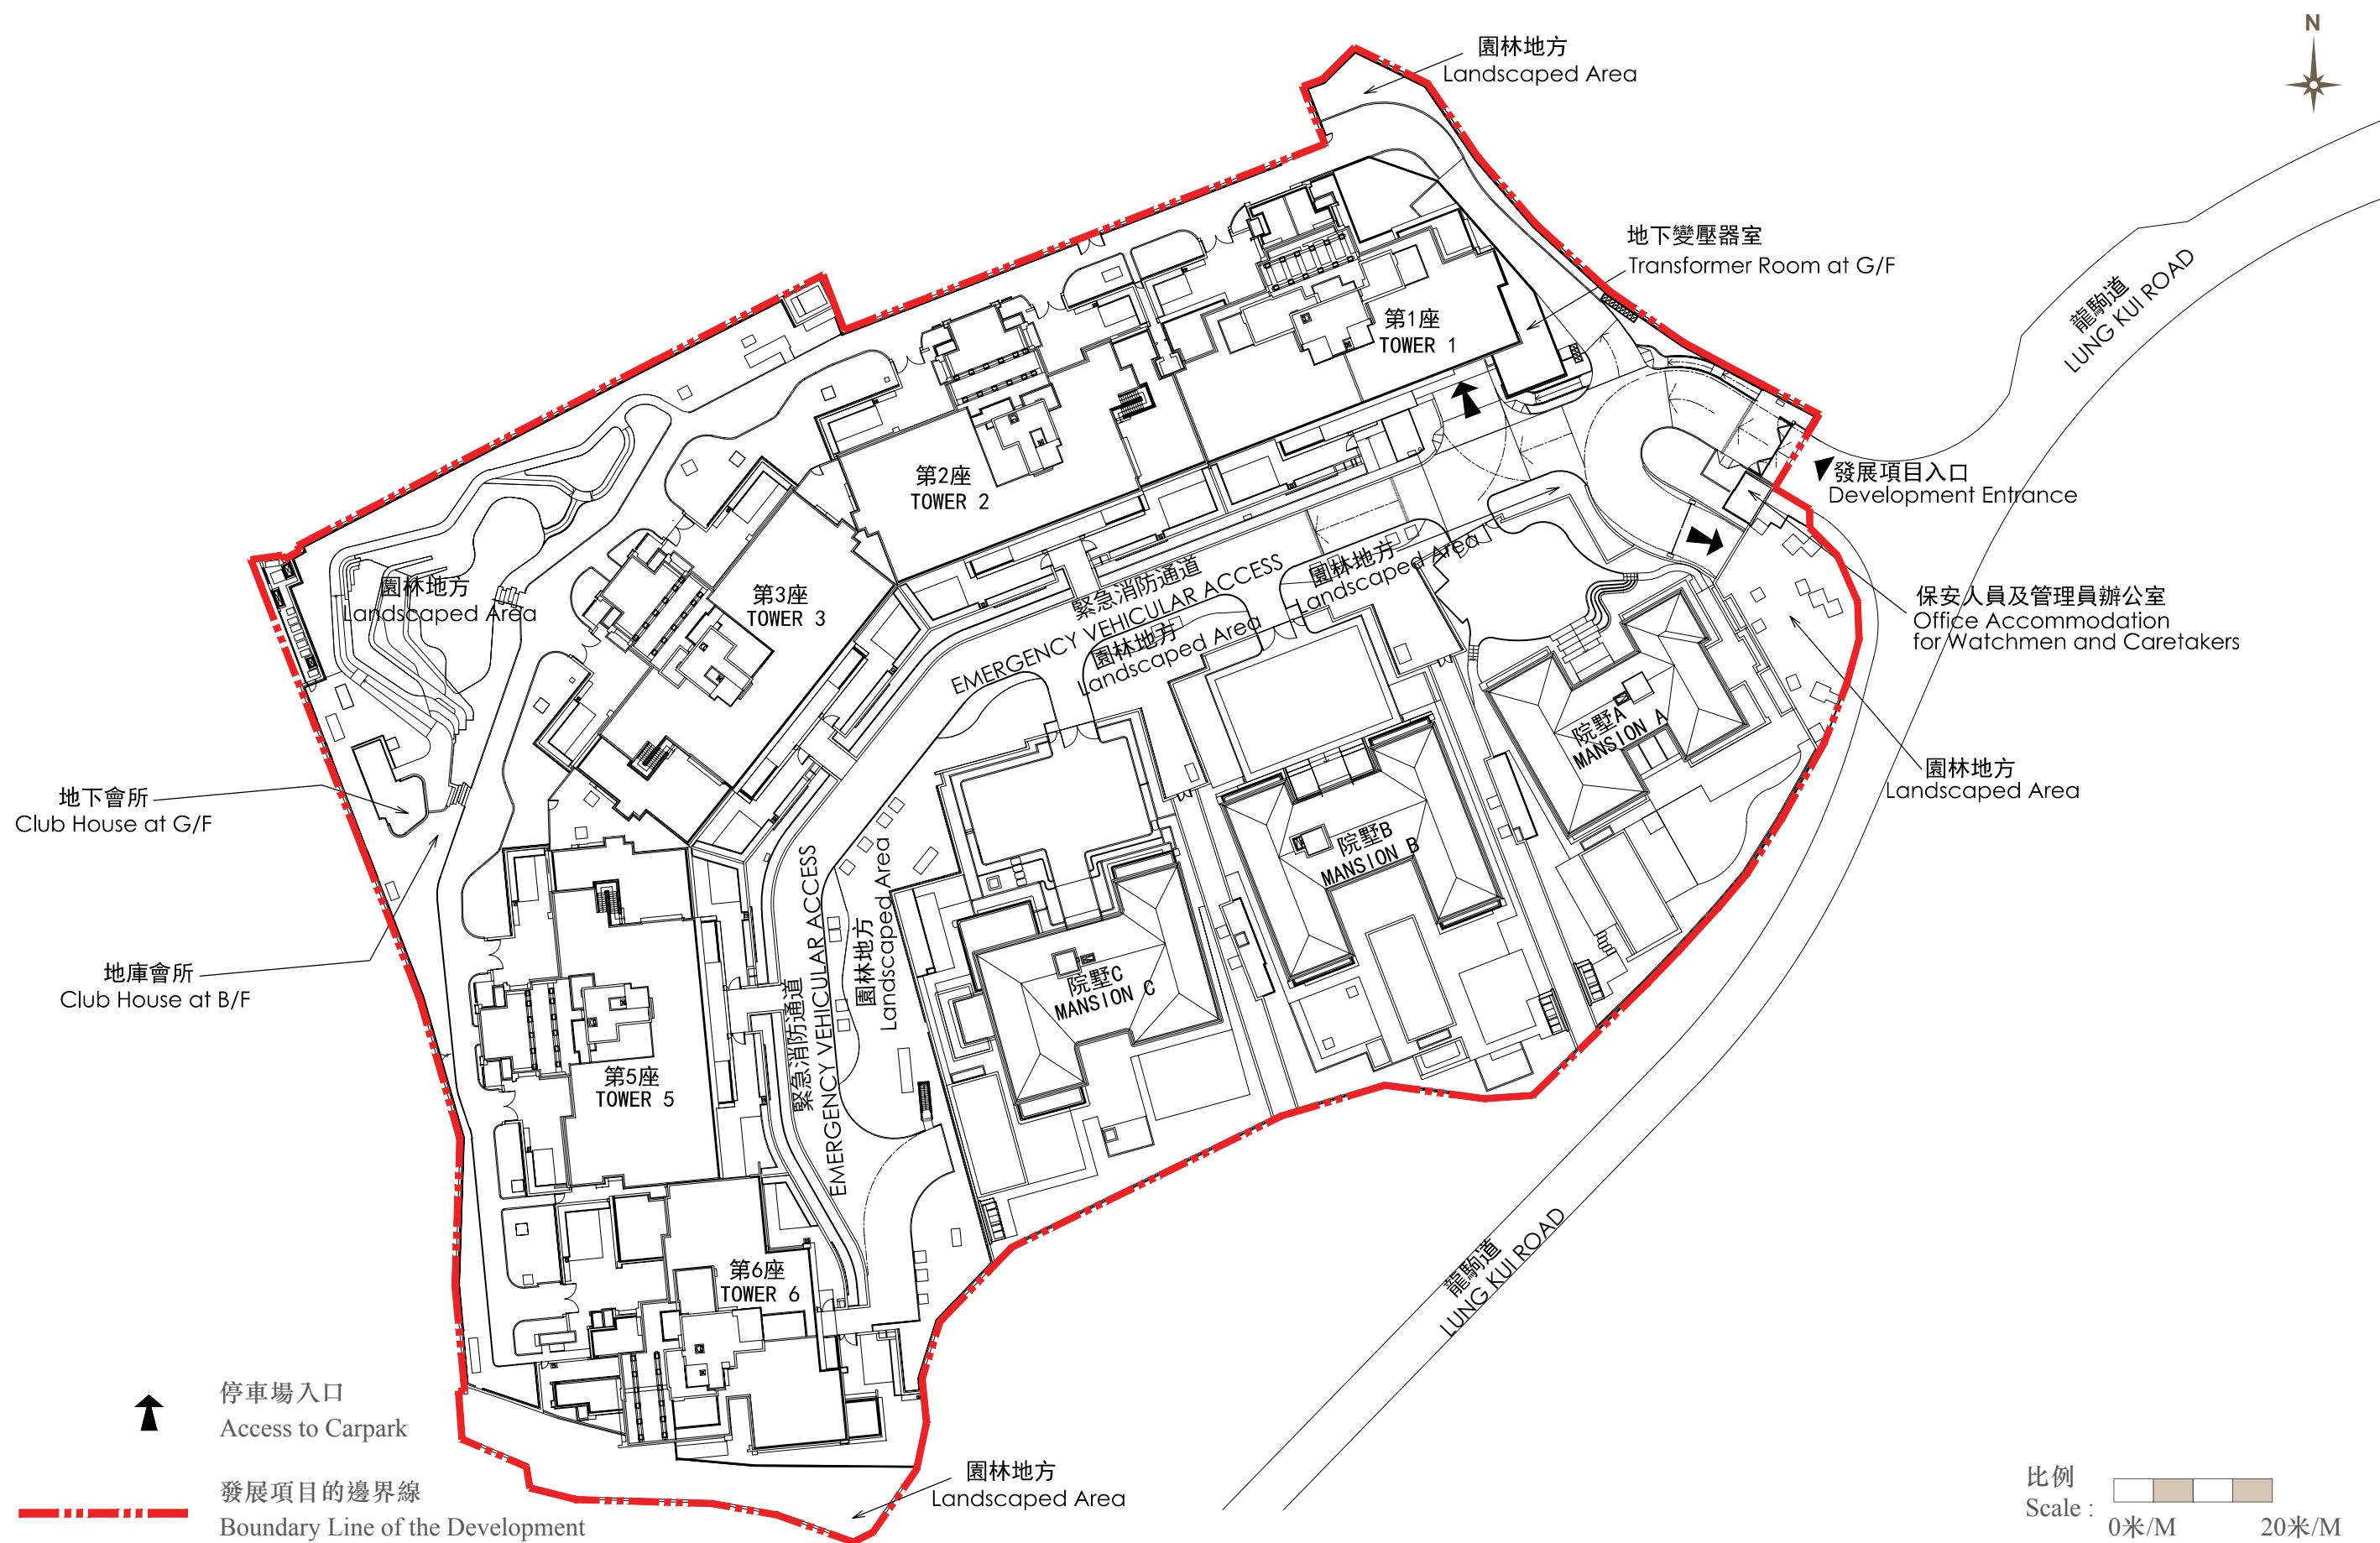 N
園林地方
Landscaped Area
地下變壓器室
Transformer Room at G/F
龍駒道
LUNG KUI ROAD
第1座
TOWER 1
第2座
TOWER 2
發展項目入口
Development Entrance
園林地方
Landscaped Area
緊急消防通道
EMERGENCY VEHICULAR ACCESS
園林地方
Landscaped Area
園林地方
Landscaped Area
第3座
TOWER 3
保安人員及管理員辦公室
Office Accommodation
for Watchmen and Caretakers
院墅A
MANSION A
園林地方
Landscaped Area
地下會所
Club House at G/F
院墅B
MANSION B
地庫會所
Club House at B/F
緊急消防通道
EMERGENCY VEHICULAR ACCESS
園林地方
Landscaped Area
院墅C
MANSION C
第5座
TOWER 5
第6座
TOWER 6
龍駒道
LUNG KUI ROAD
停車場入口
Access to Carpark
園林地方
Landscaped Area
發展項目的邊界線
Boundary Line of the Development
比例
Scale :
0米/M
20米/M